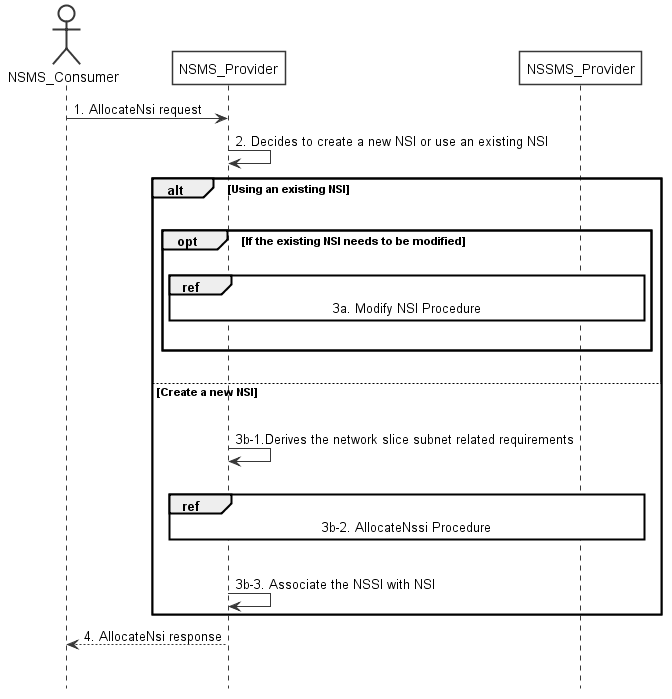 NSMS_Consumer
NSMS_Provider
NSSMS_Provider
1. AllocateNsi request
2. Decides to create a new NSI or use an existing NSI
alt
[Using an existing NSI]
opt
[If the existing NSI needs to be modified]
ref
3a. Modify NSI Procedure
[Create a new NSI]
3b-1.Derives the network slice subnet related requirements
ref
3b-2. AllocateNssi Procedure
3b-3. Associate the NSSI with NSI
4. AllocateNsi response